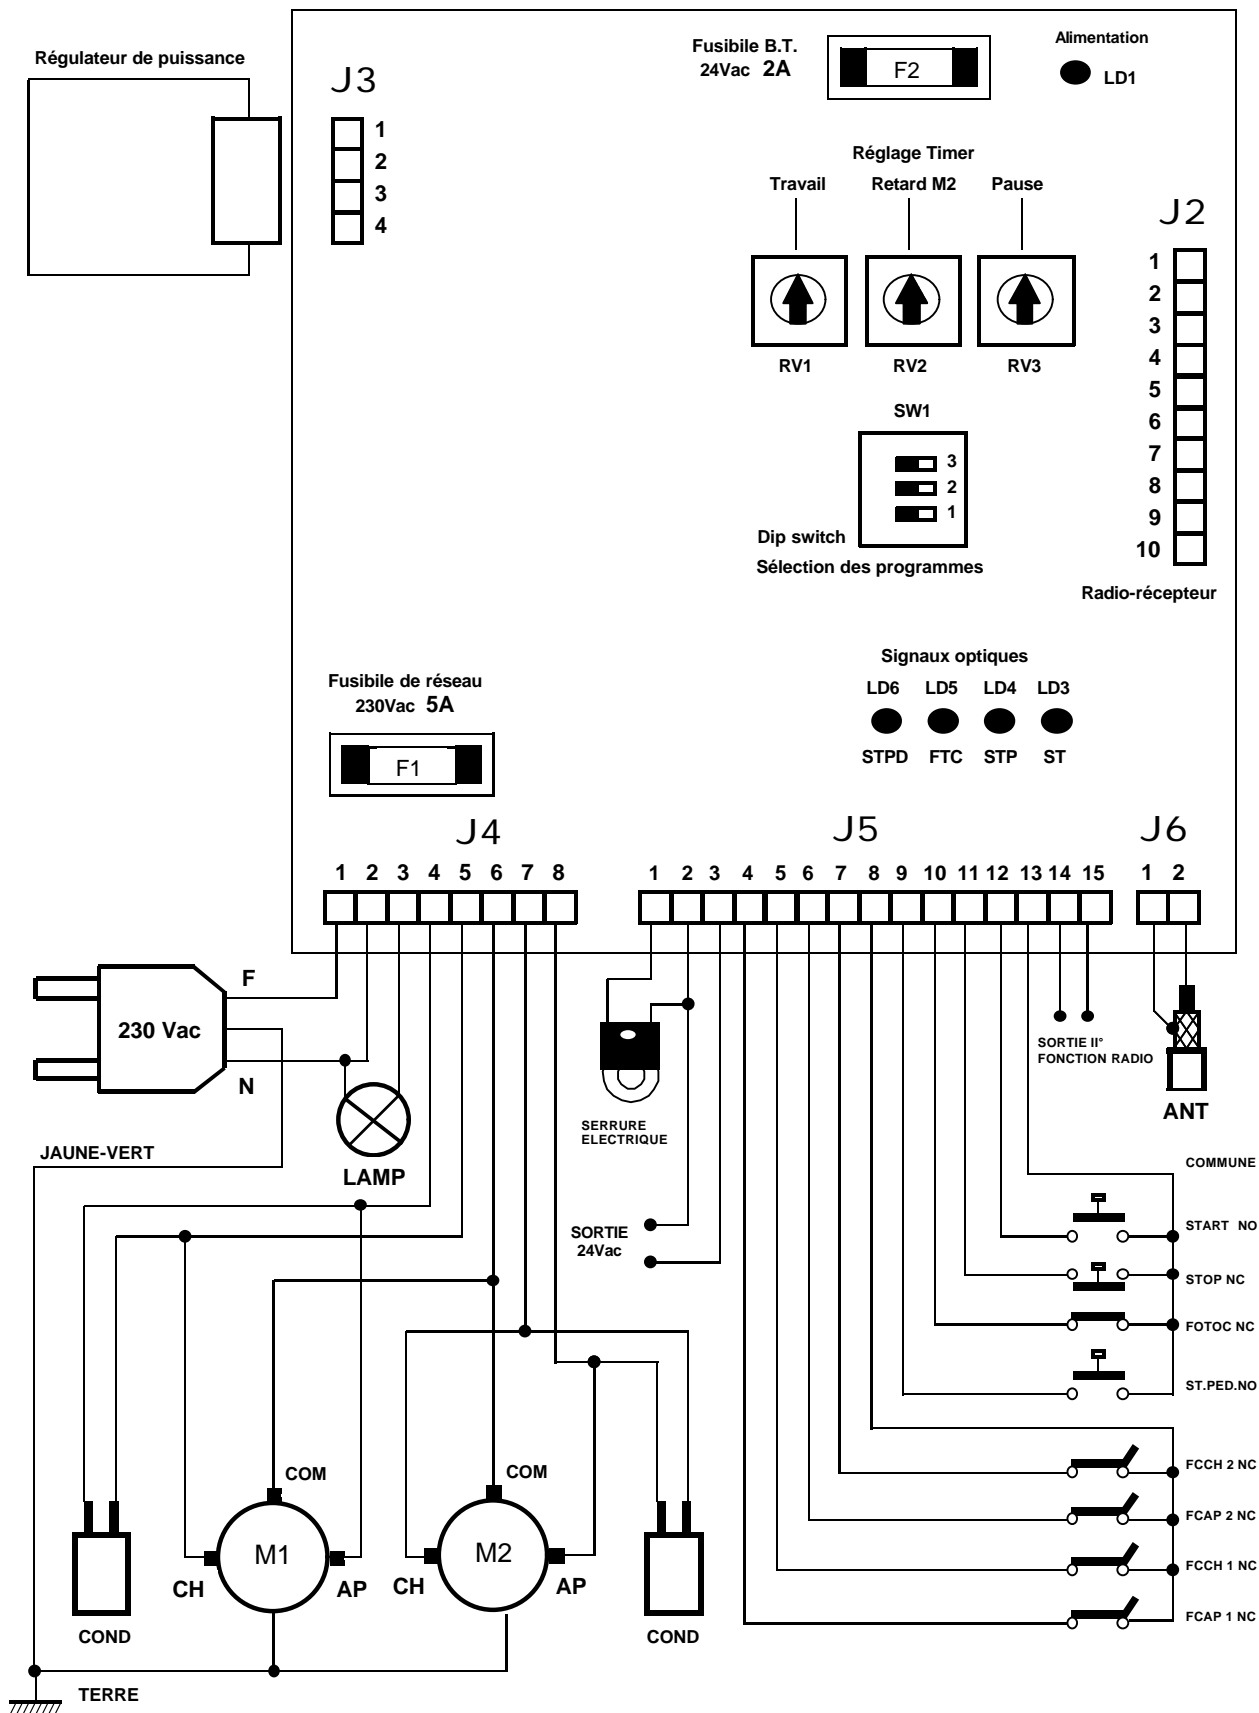 Régulateur de puissance
J3
1
2
3
4
Fusibile B.T.
24Vac 2A
F2
Alimentation
LD1
Réglage Timer
Travail Retard M2 Pause
RV1 RV2 RV3
J2
1
2
3
4
5
6
7
8
9
10
Radio-récepteur
SW1
3
2
1
Dip switch
Sélection des programmes
Signaux optiques
LD6 LD5 LD4 LD3
STPD FTC STP ST
Fusibile de réseau
230Vac 5A
F1
J4
1 2 3 4 5 6 7 8
J5
1 2 3 4 5 6 7 8 9 10 11 12 13 14 15
J6
1 2
F
230 Vac
N
JAUNE-VERT
LAMP
SERRURE
ELECTRIQUE
SORTIE
24Vac
SORTIE II°
FONCTION RADIO
ANT
COMMUNE
START NO
STOP NC
FOTOC NC
ST.PED.NO
FCCH 2 NC
FCAP 2 NC
FCCH 1 NC
FCAP 1 NC
COM
M1
CH AP
COM
M2
CH AP
COND
COND
TERRE